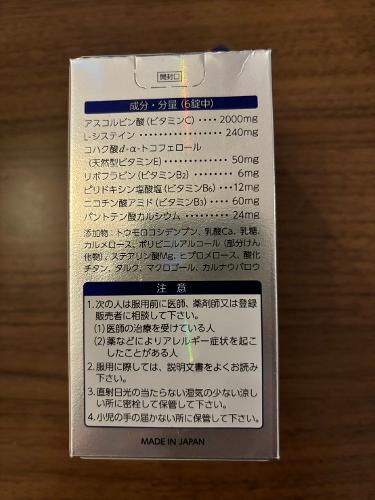 開封口
成分・分量(6錠中)
アスコルビン酸(ビタミンC)‥‥2000mg
L-システイン‥‥‥‥‥‥‥‥240mg
コハク酸d-α-トコフェロール
(天然型ビタミンE)‥‥‥‥‥‥50mg
リボフラビン(ビタミンB2)‥‥‥‥6mg
ピリドキシン塩酸塩(ビタミンB6)‥‥12mg
ニコチン酸アミド(ビタミンB3)‥‥60mg
パントテン酸カルシウム‥‥‥‥‥24mg
添加物:トウモロコシデンプン、乳酸Ca、乳糖、
カルメロース、ポリビニルアルコール(部分けん
化物)、ステアリン酸Mg、ヒプロメロース、酸化
チタン、タルク、マクロゴール、カルナウバロウ
注意
1.次の人は服用前に医師、薬剤師又は登録
販売者に相談して下さい。
(1)医師の治療を受けている人
(2)薬などによりアレルギー症状を起こ
したことがある人
2.服用に際しては、説明文書をよくお読み
下さい。
3.直射日光の当たらない湿気の少ない涼し
い所に密栓して保管して下さい。
4.小児の手の届かない所に保管して下さい。
MADE IN JAPAN